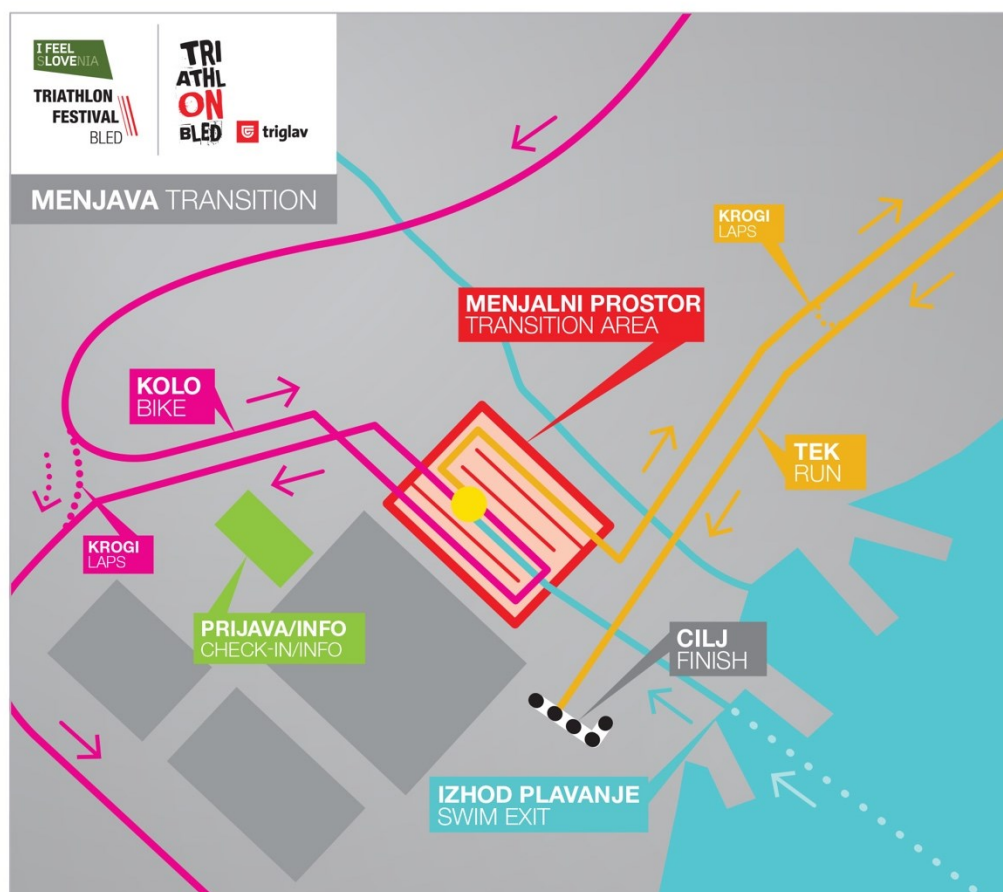 I FEEL
SLOVENIA
TRIATHLON
FESTIVAL
BLED
TRI
ATHL
ON
BLED
triglav
MENJAVA TRANSITION
KROGI
LAPS
MENJALNI PROSTOR
TRANSITION AREA
KOLO
BIKE
TEK
RUN
KROGI
LAPS
PRIJAVA/INFO
CHECK-IN/INFO
CILJ
FINISH
IZHOD PLAVANJE
SWIM EXIT